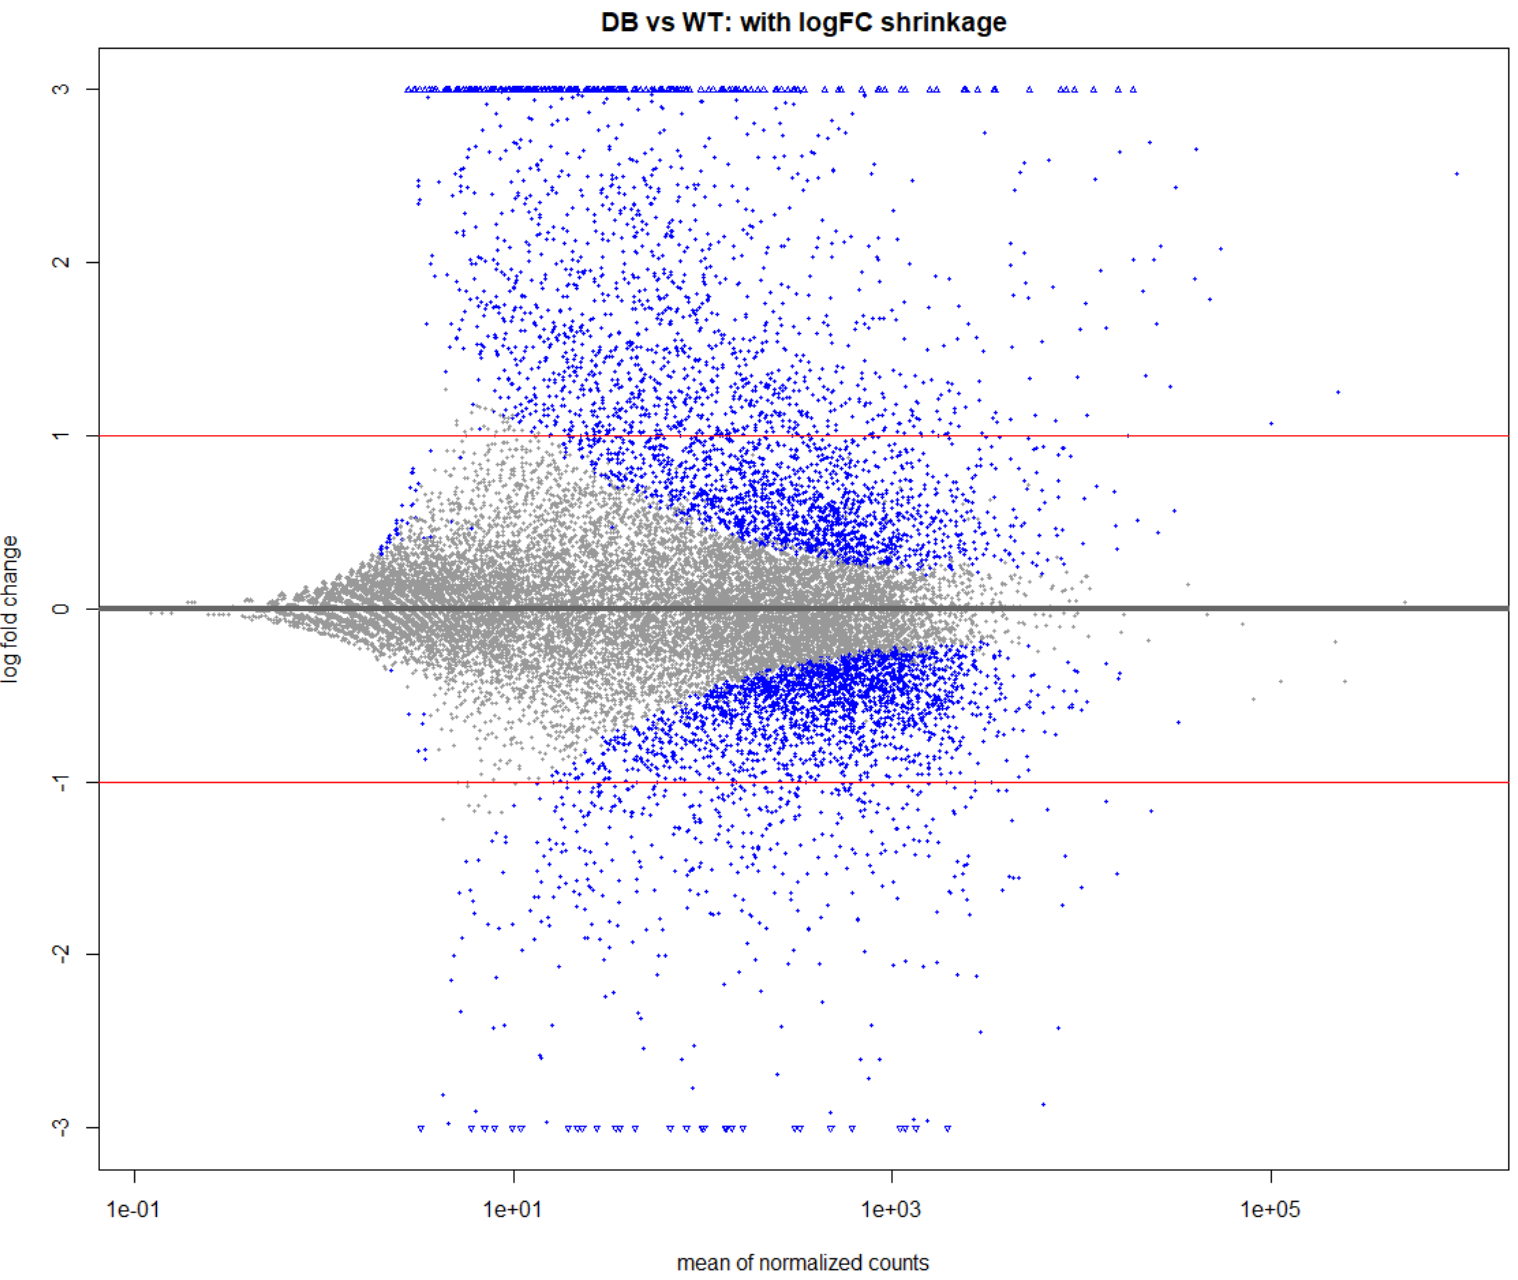 DB vs WT: with logFC shrinkage
3
2
1
0
-1
-2
-3
log fold change
1e-01
1e+01
1e+03
1e+05
mean of normalized counts